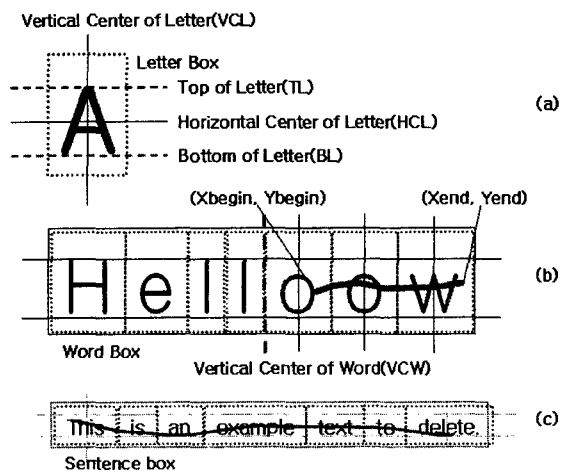 Vertical Center of Letter(VCL)
Letter Box
Top of Letter(TL)
A
Horizontal Center of Letter(HCL)
(a)
Bottom of Letter(BL)
(Xbegin, Ybegin)
(Xend, Yend)
Helloow
(b)
Word Box
Vertical Center of Word(VCW)
This is an example text to delete.
(c)
Sentence box